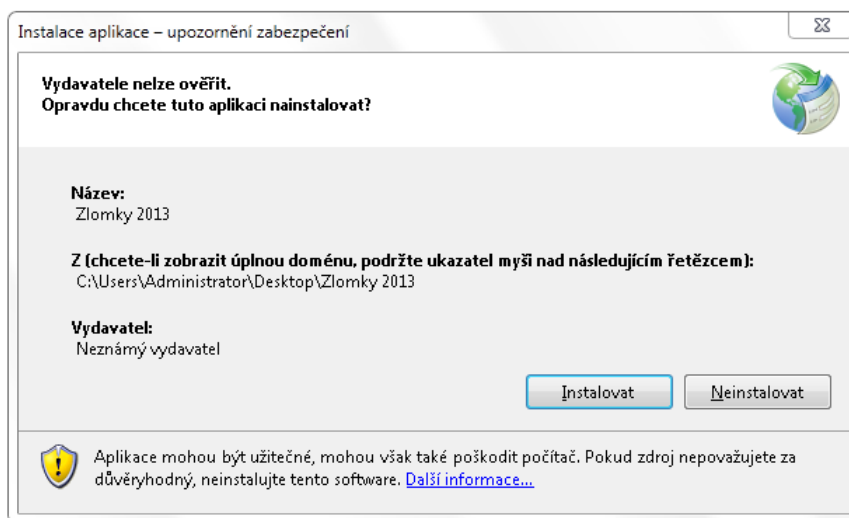 Instalace aplikace – upozornění zabezpečení
Vydavatele nelze ověřit.
Opravdu chcete tuto aplikaci nainstalovat?
Název:
Zlomky 2013
Z (chcete-li zobrazit úplnou doménu, podržte ukazatel myši nad následujícím řetězcem):
C:\Users\Administrator\Desktop\Zlomky 2013
Vydavatel:
Neznámý vydavatel
Instalovat
Neinstalovat
Aplikace mohou být užitečné, mohou však také poškodit počítač. Pokud zdroj nepovažujete za
důvěryhodný, neinstalujte tento software. Další informace...